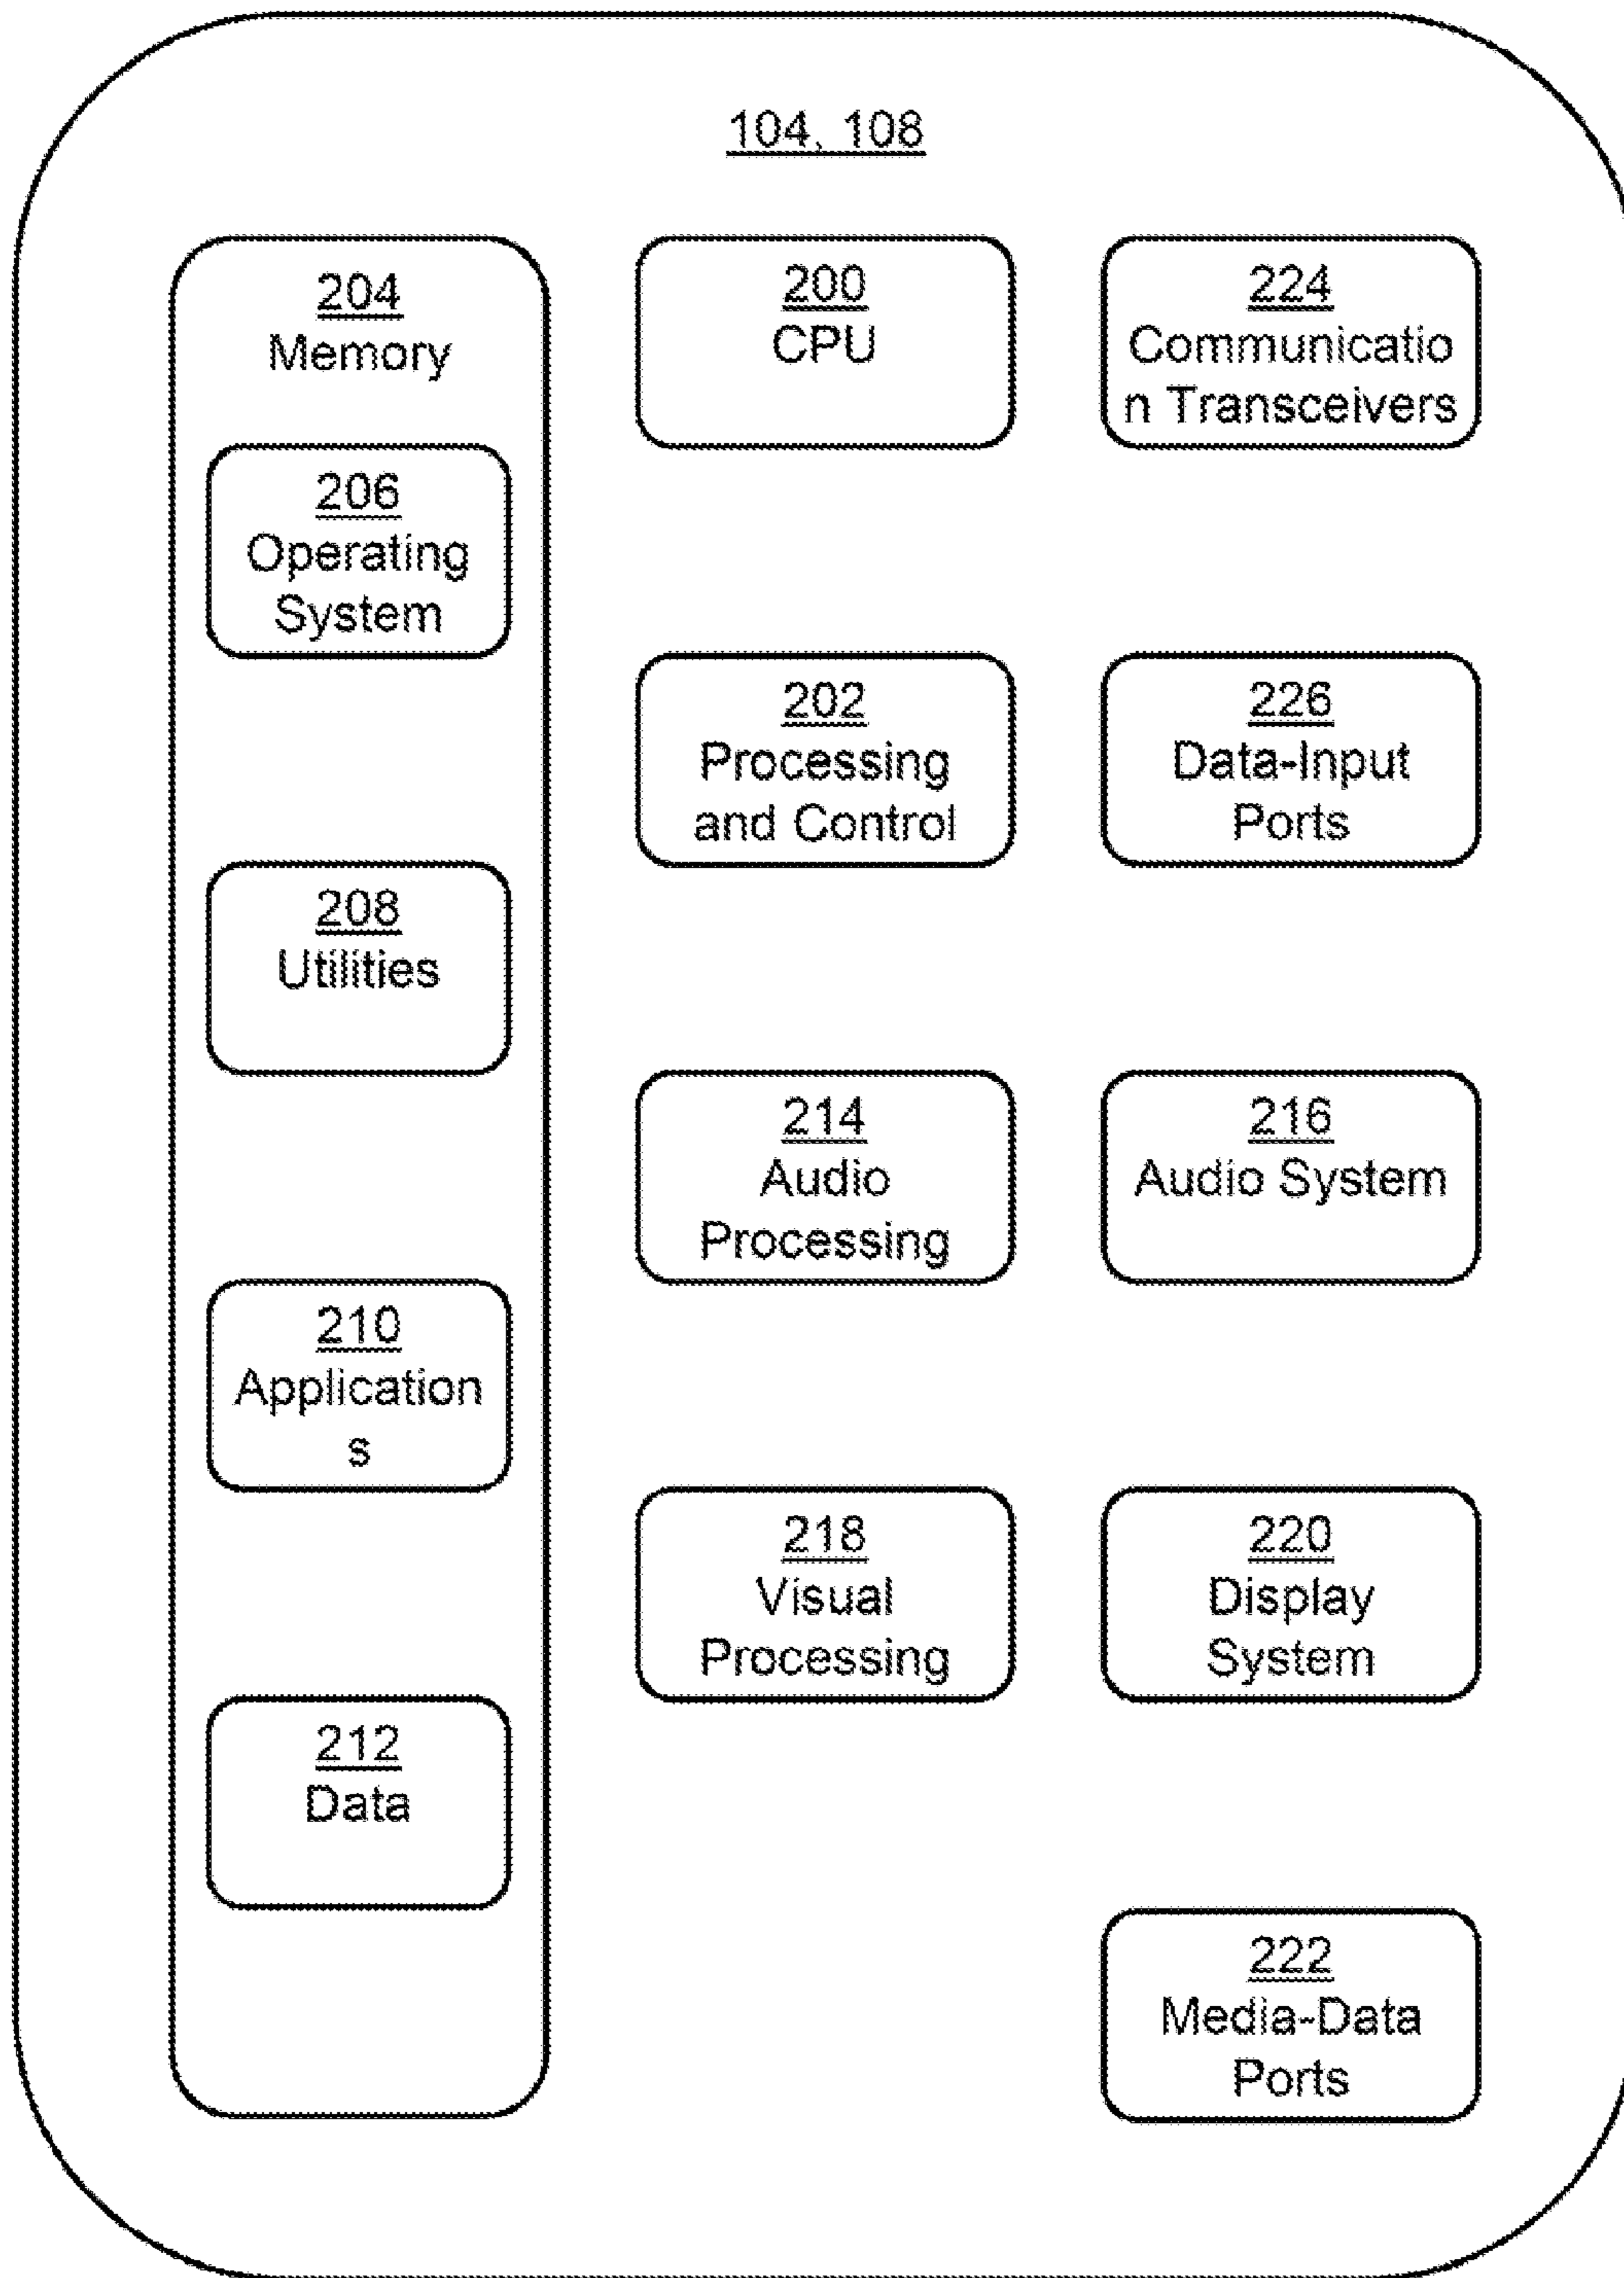 104, 108
204
Memory
206
Operating
System
208
Utilities
210
Application
s
212
Data
200
CPU
202
Processing
and Control
214
Audio
Processing
218
Visual
Processing
224
Communicatio
n Transceivers
226
Data-Input
Ports
216
Audio System
220
Display
System
222
Media-Data
Ports